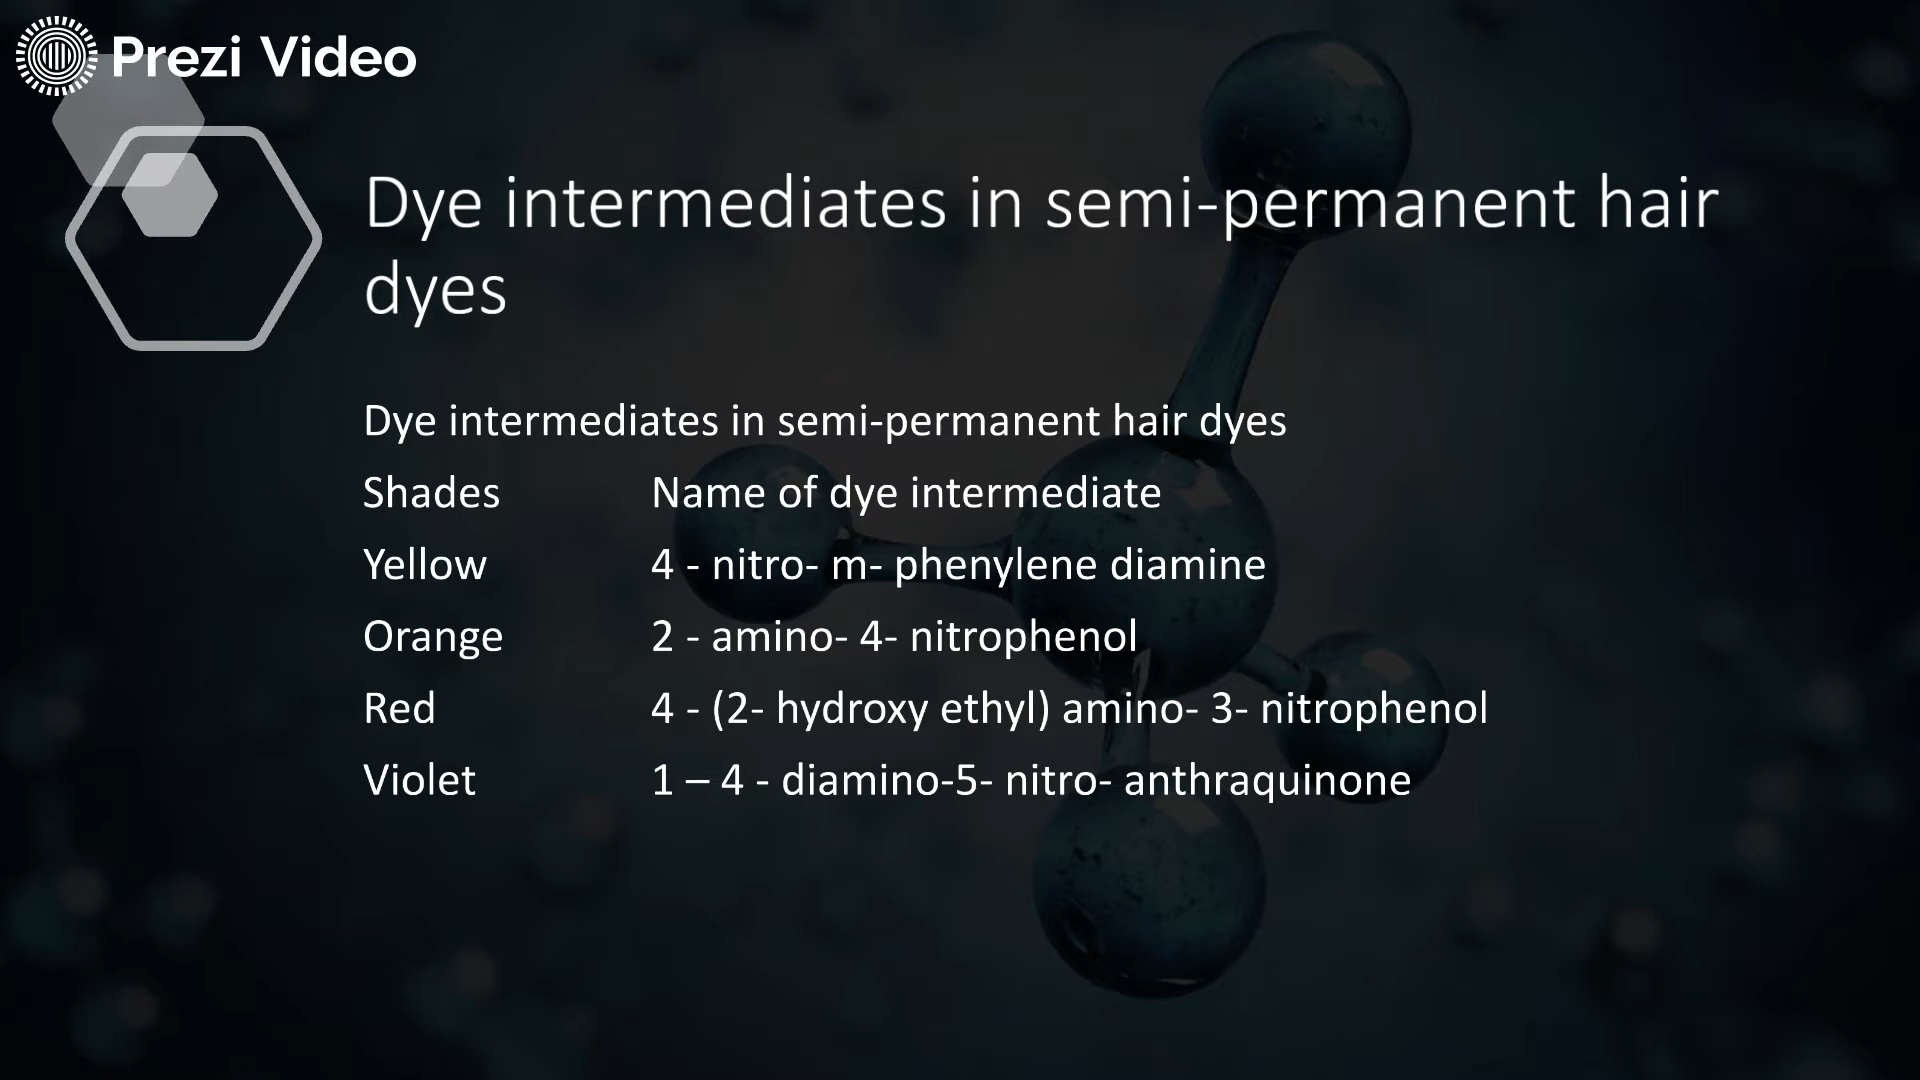 Prezi Video
Dye intermediates in semi-permanent hair
dyes
Dye intermediates in semi-permanent hair dyes
Shades Name of dye intermediate
Yellow 4 - nitro- m- phenylene diamine
Orange 2 - amino- 4- nitrophenol
Red 4 - (2- hydroxy ethyl) amino- 3- nitrophenol
Violet 1 – 4 - diamino-5- nitro- anthraquinone